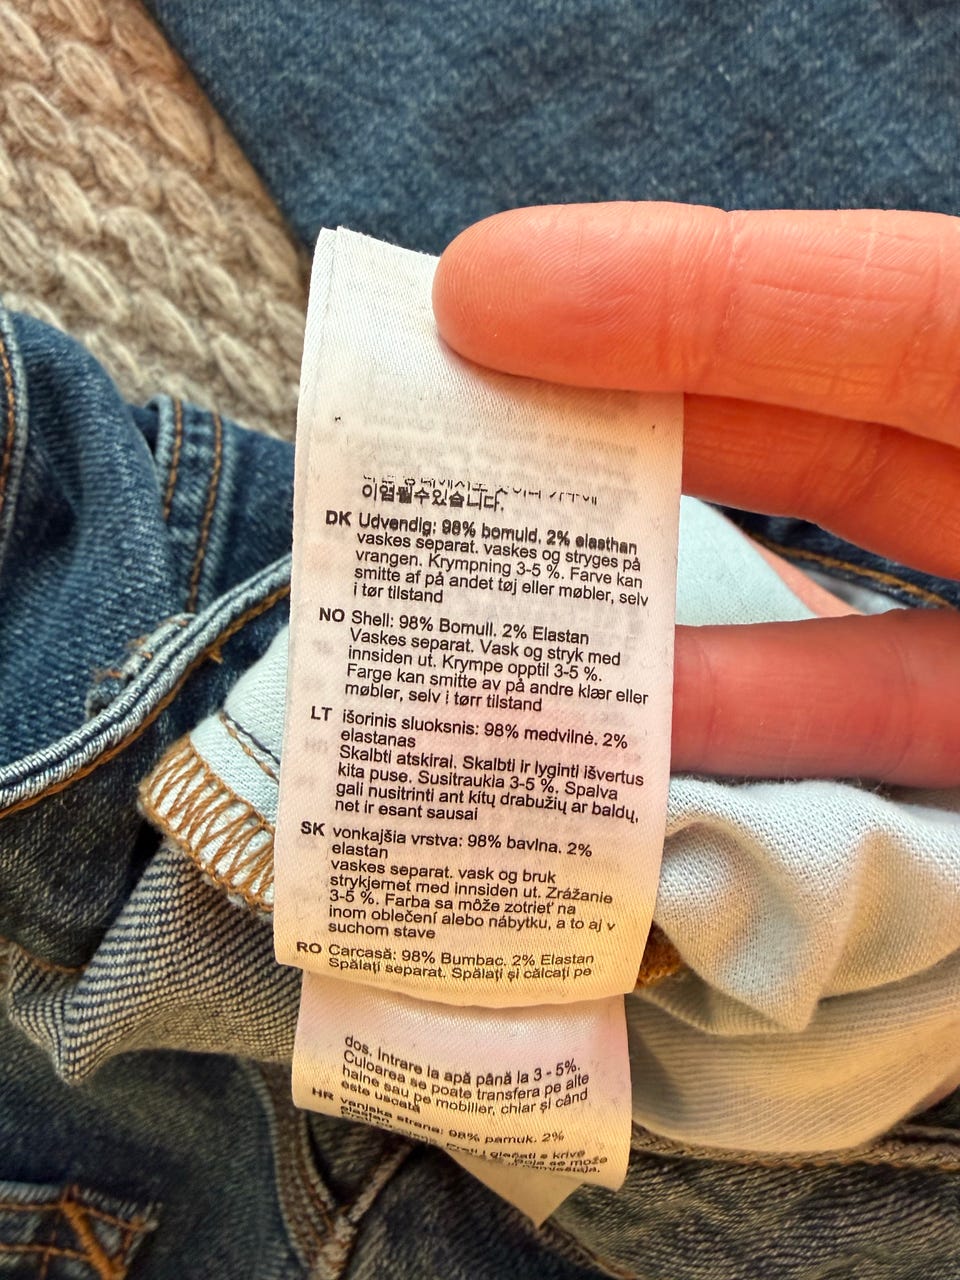 이염될수있습니다.
DK Udvendig: 98% bomuld. 2% elasthan
vaskes separat. vaskes og stryges på
vrangen. Krympning 3-5 %. Farve kan
smitte af på andet tøj eller møbler, selv
i tør tilstand
NO Shell: 98% Bomull. 2% Elastan
Vaskes separat. Vask og stryk med
innsiden ut. Krympe opptil 3-5 %.
Farge kan smitte av på andre klær eller
møbler, selv i tørr tilstand
LT išorinis sluoksnis: 98% medvilnė. 2%
elastanas
Skalbti atskirai. Skalbti ir lyginti išvertus
kita puse. Susitraukia 3-5 %. Spalva
gali nusitrinti ant kitų drabužių ar baldų,
net ir esant sausai
SK vonkajšia vrstva: 98% bavlna. 2%
elastan
vaskes separat. vask og bruk
strykjernet med innsiden ut. Zrážanie
3-5 %. Farba sa môže zotrieť na
inom oblečení alebo nábytku, a to aj v
suchom stave
RO Carcasă: 98% Bumbac. 2% Elastan
Spălați separat. Spălați și călcați pe
dos. Intrare la apă până la 3 - 5%.
Culoarea se poate transfera pe alte
haine sau pe mobilier, chiar și când
este uscată
HR vanjska strana: 98% pamuk. 2%
elastan
i glačati s krive
boja se može